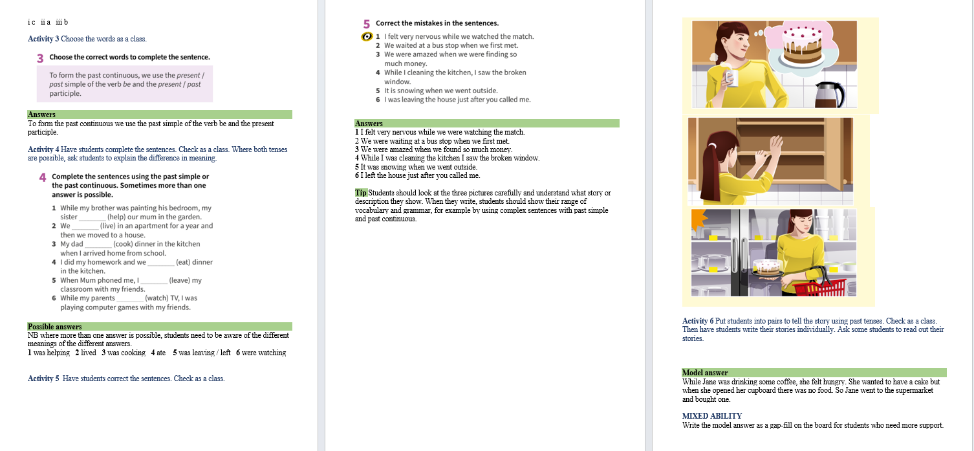 i c   ii a   iii b
Activity 3 Choose the words as a class.
3 Choose the correct words to complete the sentence.
To form the past continuous, we use the present /
past simple of the verb be and the present / past
participle.
Answers
To form the past continuous we use the past simple of the verb be and the present
participle.
Activity 4 Have students complete the sentences. Check as a class. Where both tenses
are possible, ask students to explain the difference in meaning.
4 Complete the sentences using the past simple or
the past continuous. Sometimes more than one
answer is possible.
1 While my brother was painting his bedroom, my
sister ______ (help) our mum in the garden.
2 We ______ (live) in an apartment for a year and
then we moved to a house.
3 My dad ______ (cook) dinner in the kitchen
when I arrived home from school.
4 I did my homework and we ______ (eat) dinner
in the kitchen.
5 When Mum phoned me, I ______ (leave) my
classroom with my friends.
6 While my parents ______ (watch) TV, I was
playing computer games with my friends.
Possible answers
NB where more than one answer is possible, students need to be aware of the different
meanings of the different answers.
1 was helping 2 lived 3 was cooking 4 ate 5 was leaving / left 6 were watching
Activity 5 Have students correct the sentences. Check as a class.
5 Correct the mistakes in the sentences.
1 I felt very nervous while we watched the match.
2 We waited at a bus stop when we first met.
3 We were amazed when we were finding so
much money.
4 While I cleaning the kitchen, I saw the broken
window.
5 It is snowing when we went outside.
6 I was leaving the house just after you called me.
Answers
1 I felt very nervous while we were watching the match.
2 We were waiting at a bus stop when we first met.
3 We were amazed when we found so much money.
4 While I was cleaning the kitchen I saw the broken window.
5 It was snowing when we went outside.
6 I left the house just after you called me.
Tip Students should look at the three pictures carefully and understand what story or
description they show. When they write, students should show their range of
vocabulary and grammar, for example by using complex sentences with past simple
and past continuous.
Activity 6 Put students into pairs to tell the story using past tenses. Check as a class.
Then have students write their stories individually. Ask some students to read out their
stories.
Model answer
While Jane was drinking some coffee, she felt hungry. She wanted to have a cake but
when she opened her cupboard there was no food. So Jane went to the supermarket
and bought one.
MIXED ABILITY
Write the model answer as a gap-fill on the board for students who need more support.